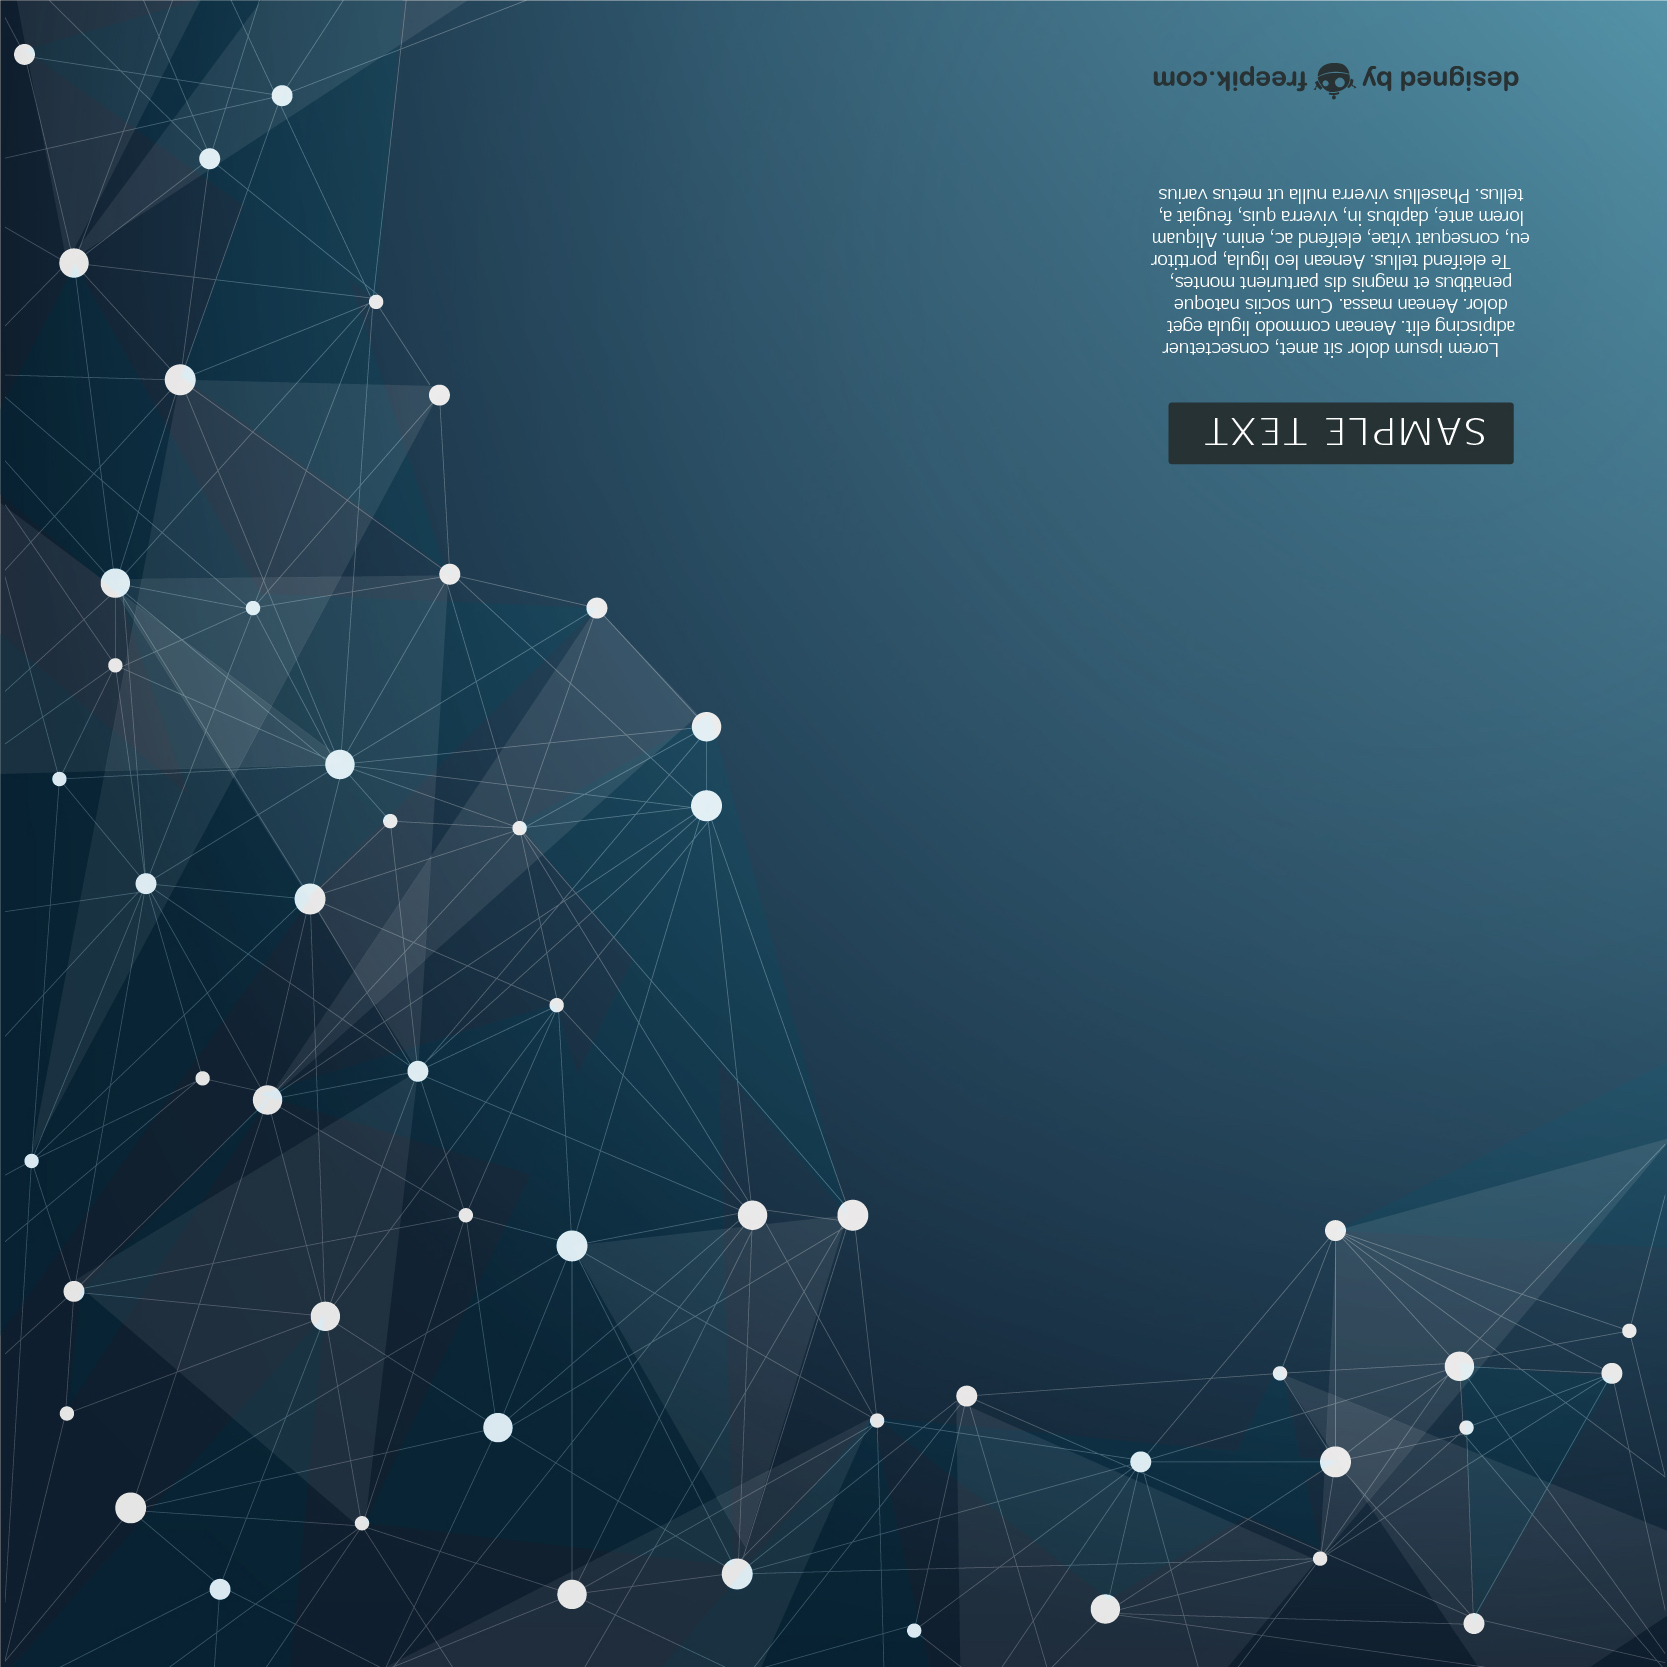 SAMPLE TEXT
Lorem ipsum dolor sit amet, consectetuer
adipiscing elit. Aenean commodo ligula eget
dolor. Aenean massa. Cum sociis natoque
penatibus et magnis dis parturient montes,
Te eleifend tellus. Aenean leo ligula, porttitor
eu, consequat vitae, eleifend ac, enim. Aliquam
lorem ante, dapibus in, viverra quis, feugiat a,
tellus. Phasellus viverra nulla ut metus varius
designed by freepik.com